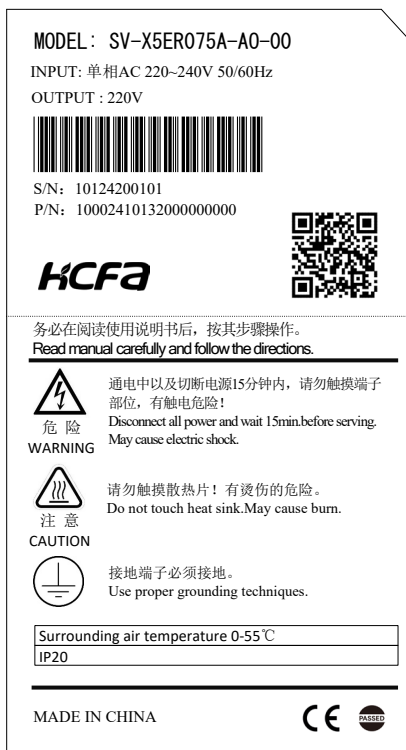 MODEL: SV-X5ER075A-A0-00
INPUT: 单相AC 220~240V 50/60Hz
OUTPUT : 220V
S/N: 10124200101
P/N: 10002410132000000000
HCFA
务必在阅读使用说明书后，按其步骤操作。
Read manual carefully and follow the directions.
通电中以及切断电源15分钟内，请勿触摸端子
部位，有触电危险！
危 险
Disconnect all power and wait 15min.before serving.
WARNING
May cause electric shock.
请勿触摸散热片！有烫伤的危险。
注 意
Do not touch heat sink.May cause burn.
CAUTION
接地端子必须接地。
Use proper grounding techniques.
Surrounding air temperature 0-55℃
IP20
MADE IN CHINA
CE
PASSED